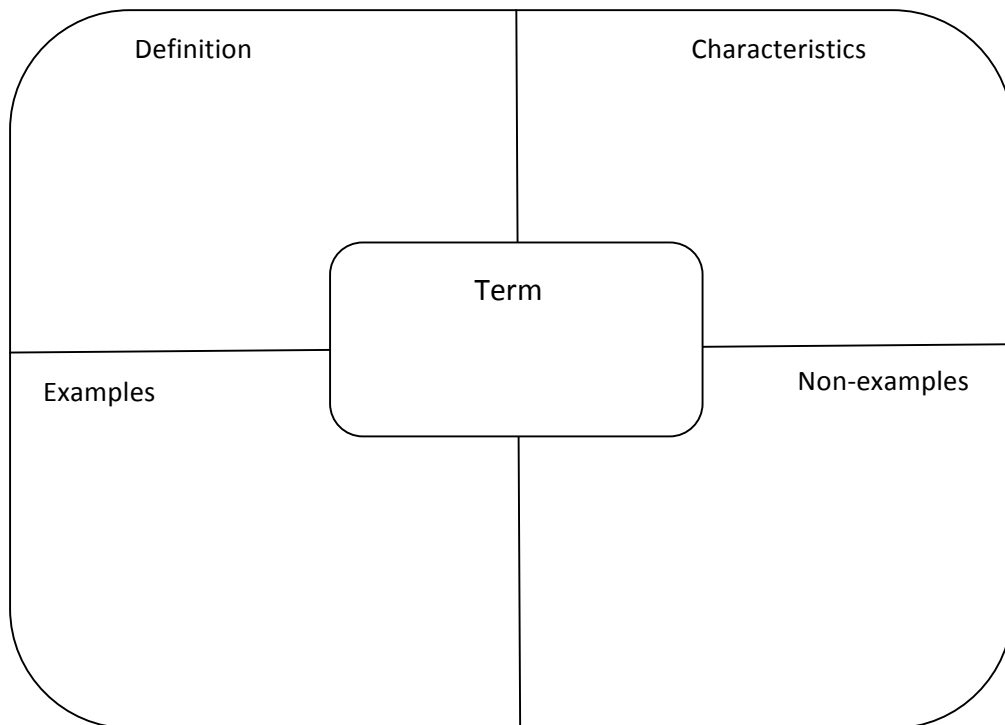 Definition
Characteristics
Term
Examples
Non-examples